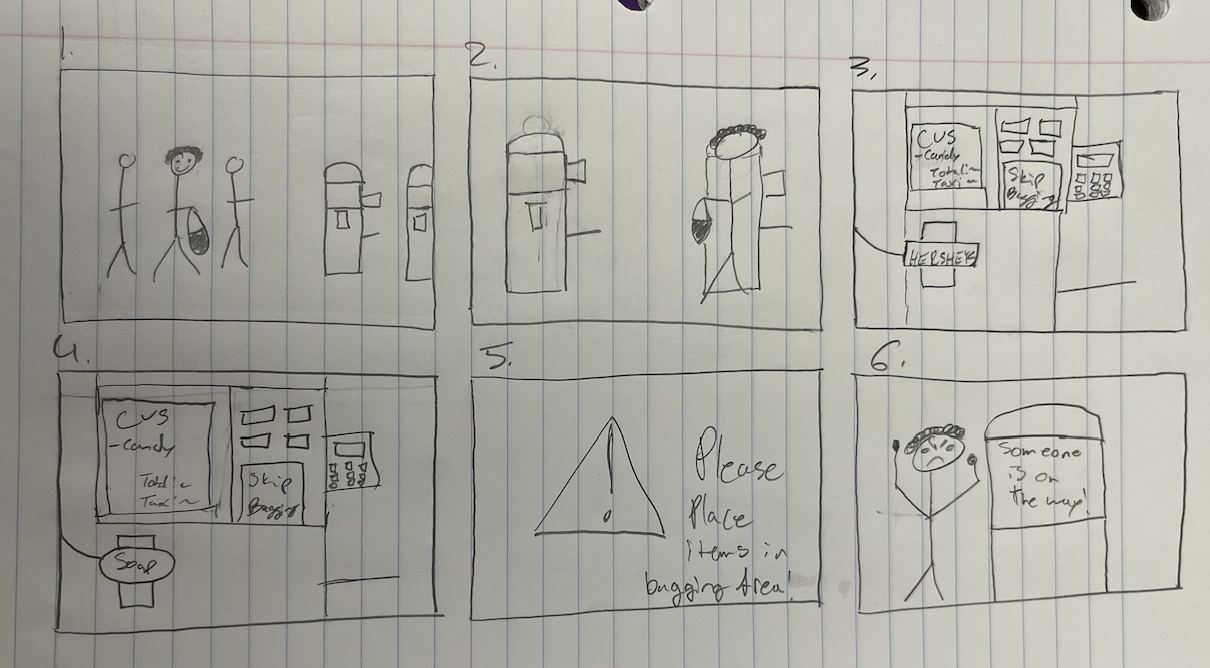 1.
2.
3.
CVS
-Candy
Total:~
Tax:~
Skip
Bagging
HERSHEYS
4.
CVS
-Candy
Total:~
Tax:~
Skip
Bagging
Soap
5.
Please
Place
items in
bagging Area!
6.
Someone
is on
the way!